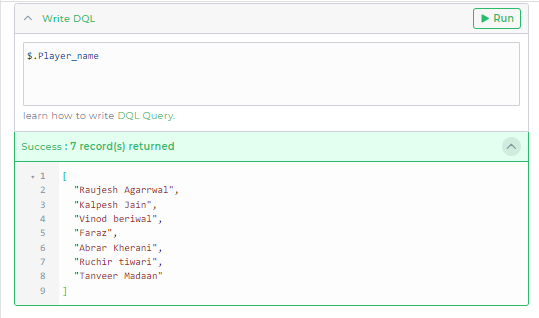 Write DQL
Run
$.Player_name
learn how to write DQL Query.
Success : 7 record(s) returned
1 [
2 "Raujesh Agarrwal",
3 "Kalpesh Jain",
4 "Vinod beriwal",
5 "Faraz",
6 "Abrar Kherani",
7 "Ruchir tiwari",
8 "Tanveer Madaan"
9 ]